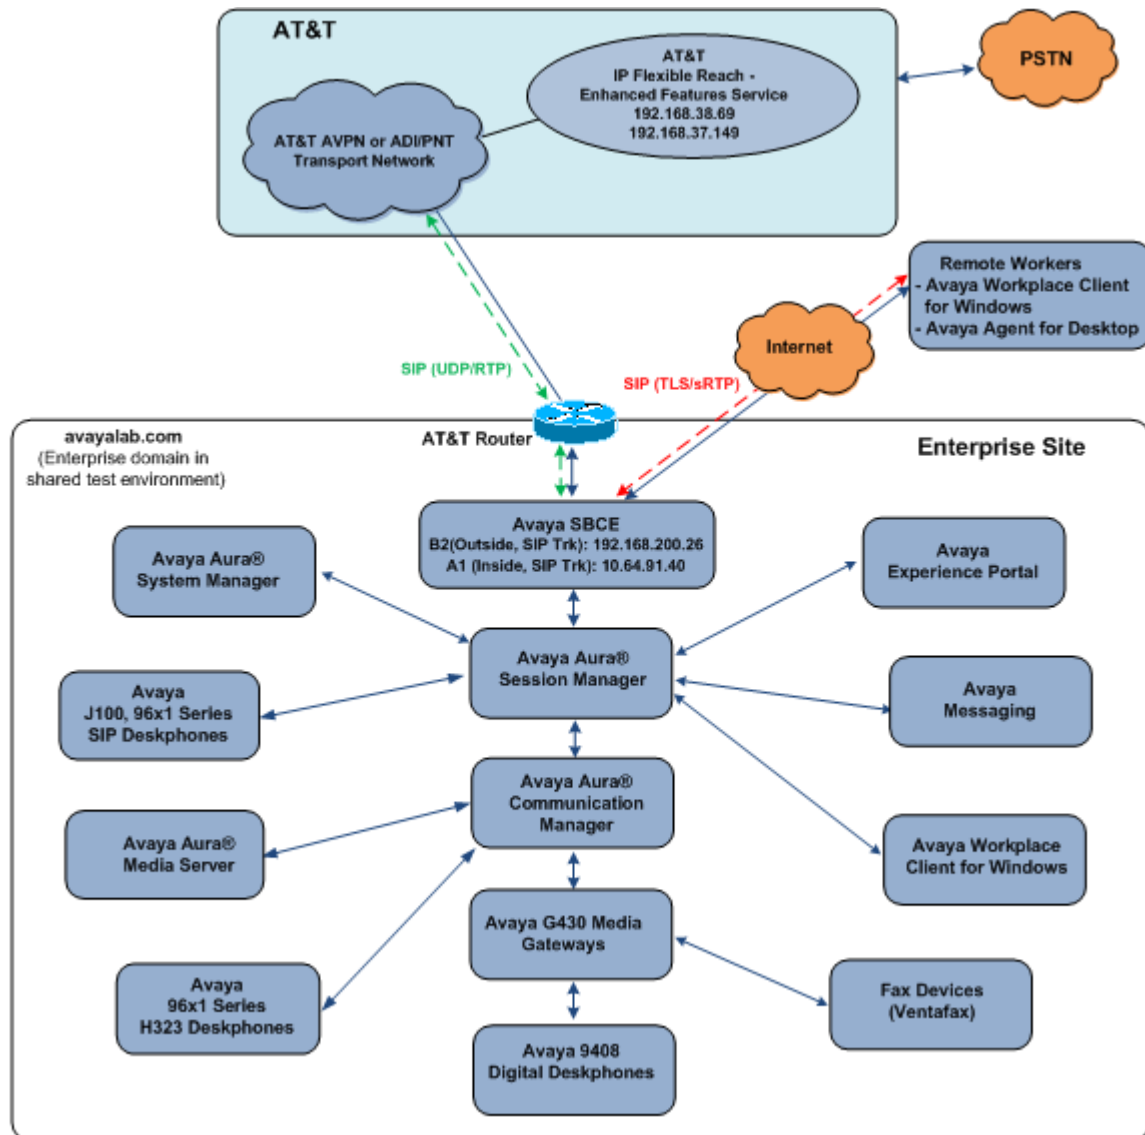 AT&T
AT&T
IP Flexible Reach -
Enhanced Features Service
192.168.38.69
192.168.37.149
PSTN
AT&T AVPN or ADI/PNT
Transport Network
Remote Workers
- Avaya Workplace Client
for Windows
- Avaya Agent for Desktop
Internet
SIP (UDP/RTP)
SIP (TLS/sRTP)
AT&T Router
avayalab.com
(Enterprise domain in
shared test environment)
Enterprise Site
Avaya SBCE
B2(Outside, SIP Trk): 192.168.200.26
A1 (Inside, SIP Trk): 10.64.91.40
Avaya Aura®
System Manager
Avaya
Experience Portal
Avaya Aura®
Session Manager
Avaya
J100, 96x1 Series
SIP Deskphones
Avaya
Messaging
Avaya Aura®
Communication
Manager
Avaya Aura®
Media Server
Avaya Workplace
Client for Windows
Avaya G430 Media
Gateways
Avaya
96x1 Series
H323 Deskphones
Fax Devices
(Ventafax)
Avaya 9408
Digital Deskphones